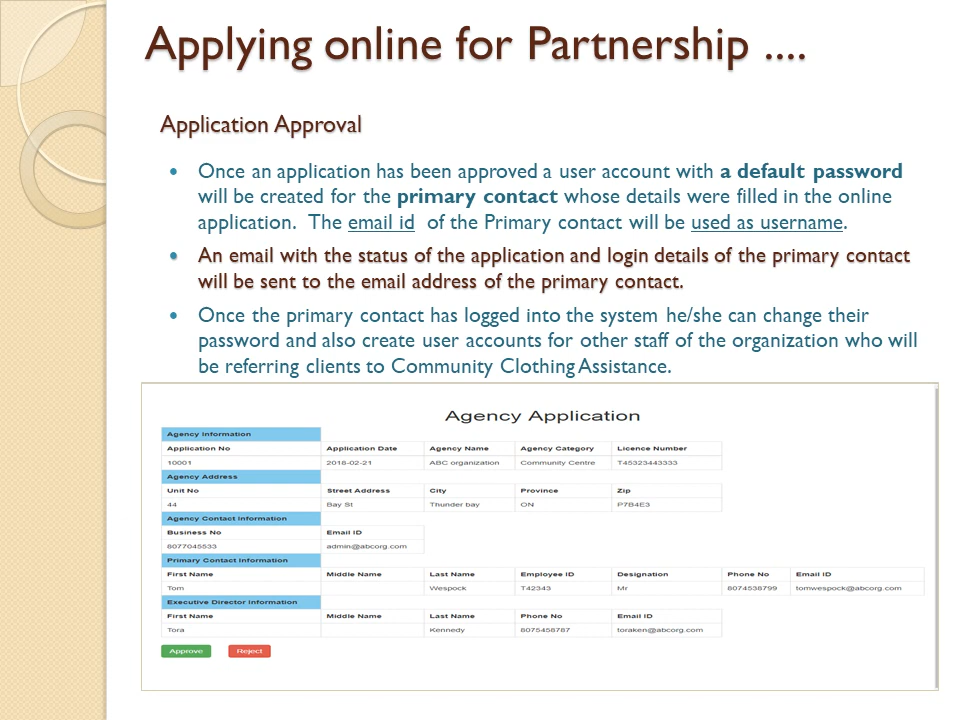 Applying online for Partnership ....
Application Approval
Once an application has been approved a user account with a default password
will be created for the primary contact whose details were filled in the online
application. The email id of the Primary contact will be used as username.
An email with the status of the application and login details of the primary contact
will be sent to the email address of the primary contact.
Once the primary contact has logged into the system he/she can change their
password and also create user accounts for other staff of the organization who will
be referring clients to Community Clothing Assistance.
Agency Application
Agency Information
Application No Application Date Agency Name Agency Category Licence Number
10001 2018-02-21 ABC organization Community Centre T45323443333
Agency Address
Unit No Street Address City Province Zip
44 Bay St Thunder bay ON P7B4E3
Agency Contact Information
Business No Email ID
8077045533 admin@abcorg.com
Primary Contact Information
First Name Middle Name Last Name Employee ID Designation Phone No Email ID
Tom Wespock T42343 Mr 8074538799 tomwespock@abcorg.com
Executive Director Information
First Name Middle Name Last Name Phone No Email ID
Tora Kennedy 8075458787 toraken@abcorg.com
Approve Reject